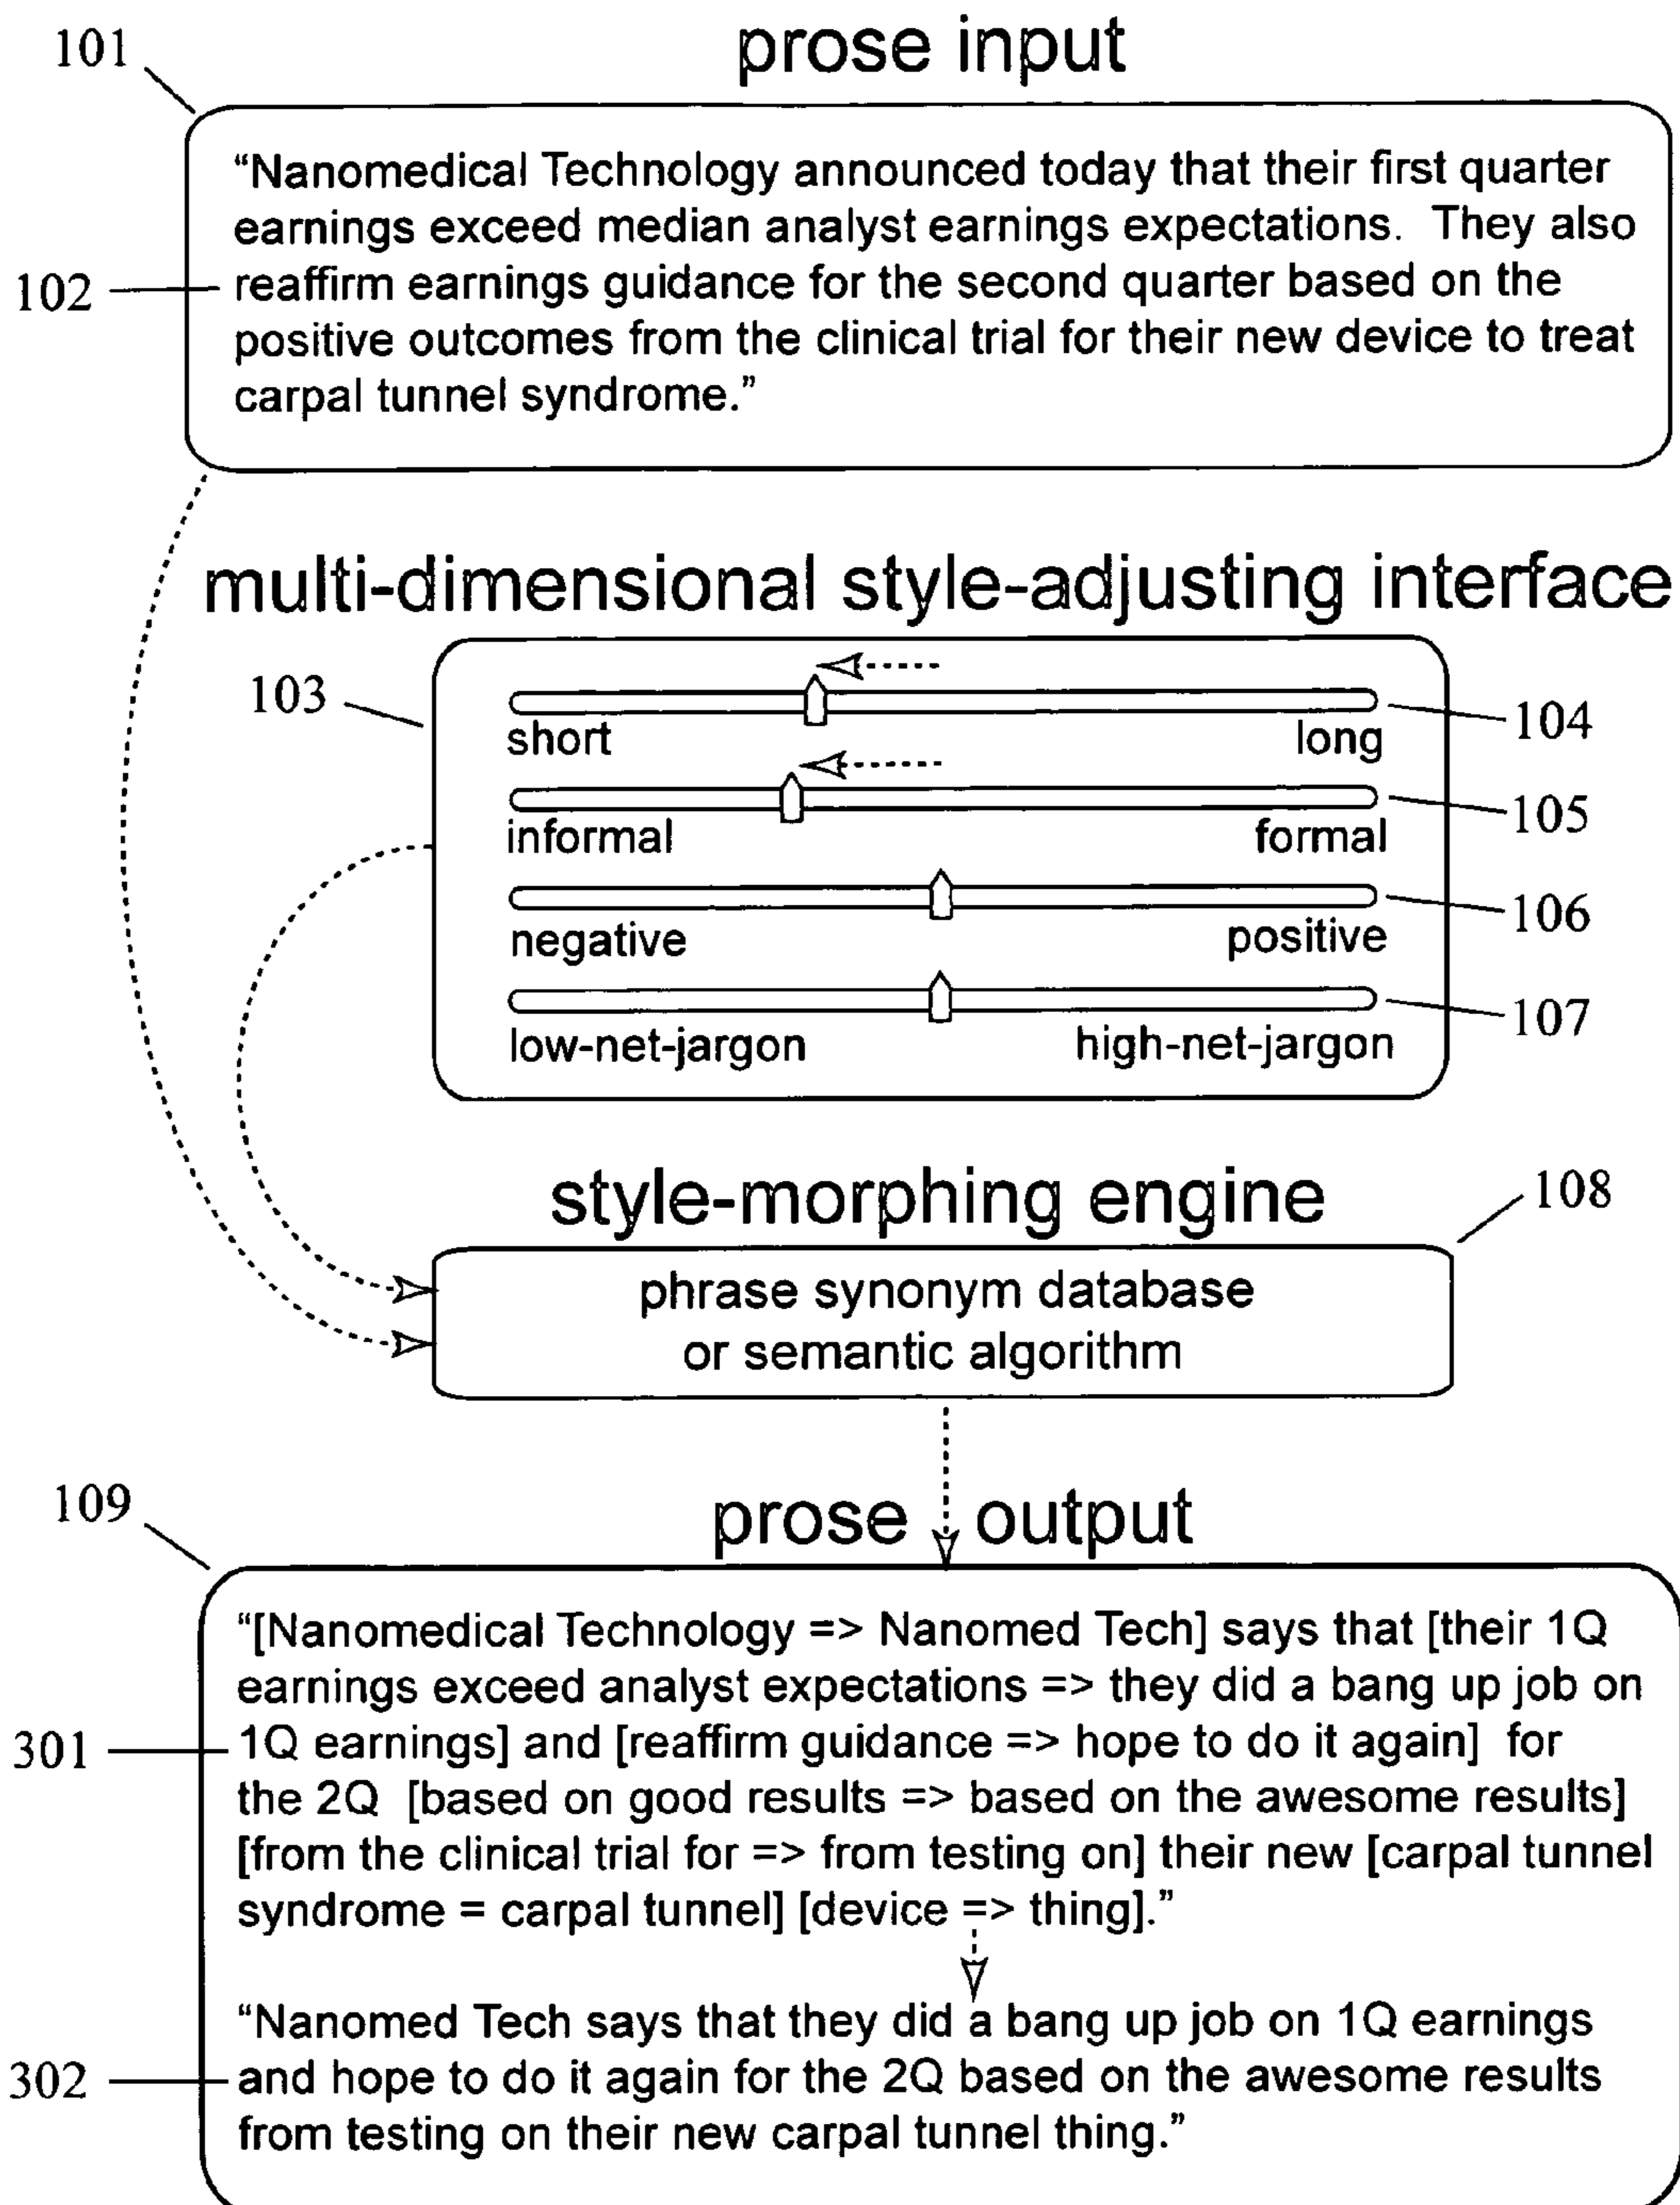 101
prose input
“Nanomedical Technology announced today that their first quarter
earnings exceed median analyst earnings expectations.  They also
102
reaffirm earnings guidance for the second quarter based on the
positive outcomes from the clinical trial for their new device to treat
carpal tunnel syndrome.”
multi-dimensional style-adjusting interface
103
short long
104
informal formal
105
negative positive
106
low-net-jargon high-net-jargon
107
style-morphing engine
108
phrase synonym database
or semantic algorithm
109
prose output
“[Nanomedical Technology => Nanomed Tech] says that [their 1Q
earnings exceed analyst expectations => they did a bang up job on
301
1Q earnings] and [reaffirm guidance => hope to do it again]  for
the 2Q  [based on good results => based on the awesome results]
[from the clinical trial for => from testing on] their new [carpal tunnel
syndrome = carpal tunnel] [device => thing].”
“Nanomed Tech says that they did a bang up job on 1Q earnings
302
and hope to do it again for the 2Q based on the awesome results
from testing on their new carpal tunnel thing.”